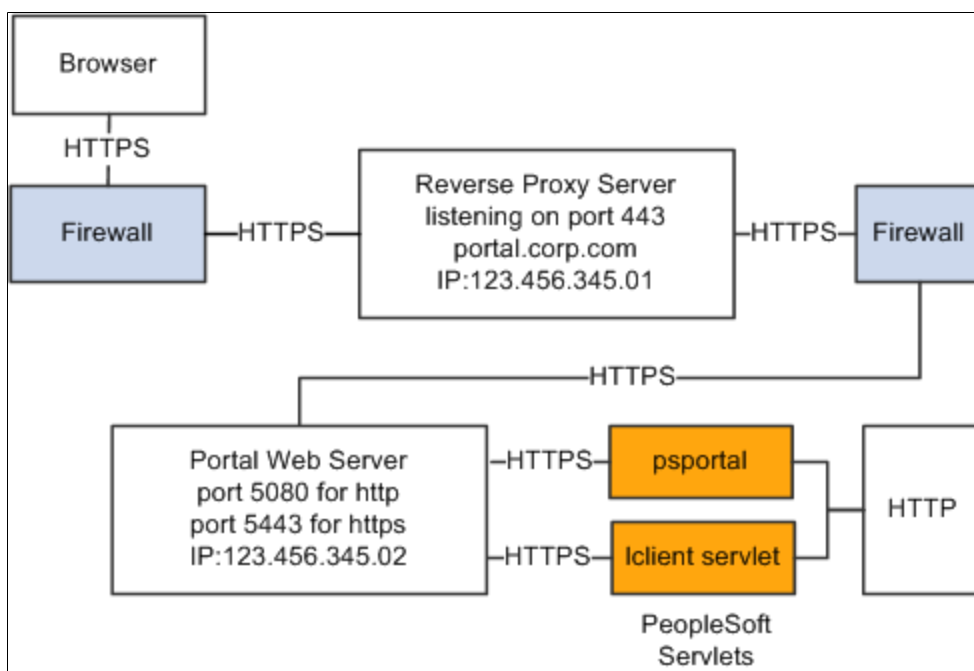 Browser
HTTPS
Firewall
HTTPS
Reverse Proxy Server
listening on port 443
portal.corp.com
IP:123.456.345.01
HTTPS
Firewall
HTTPS
Portal Web Server
port 5080 for http
port 5443 for https
IP:123.456.345.02
HTTPS
psportal
HTTPS
Iclient servlet
HTTP
PeopleSoft
Servlets